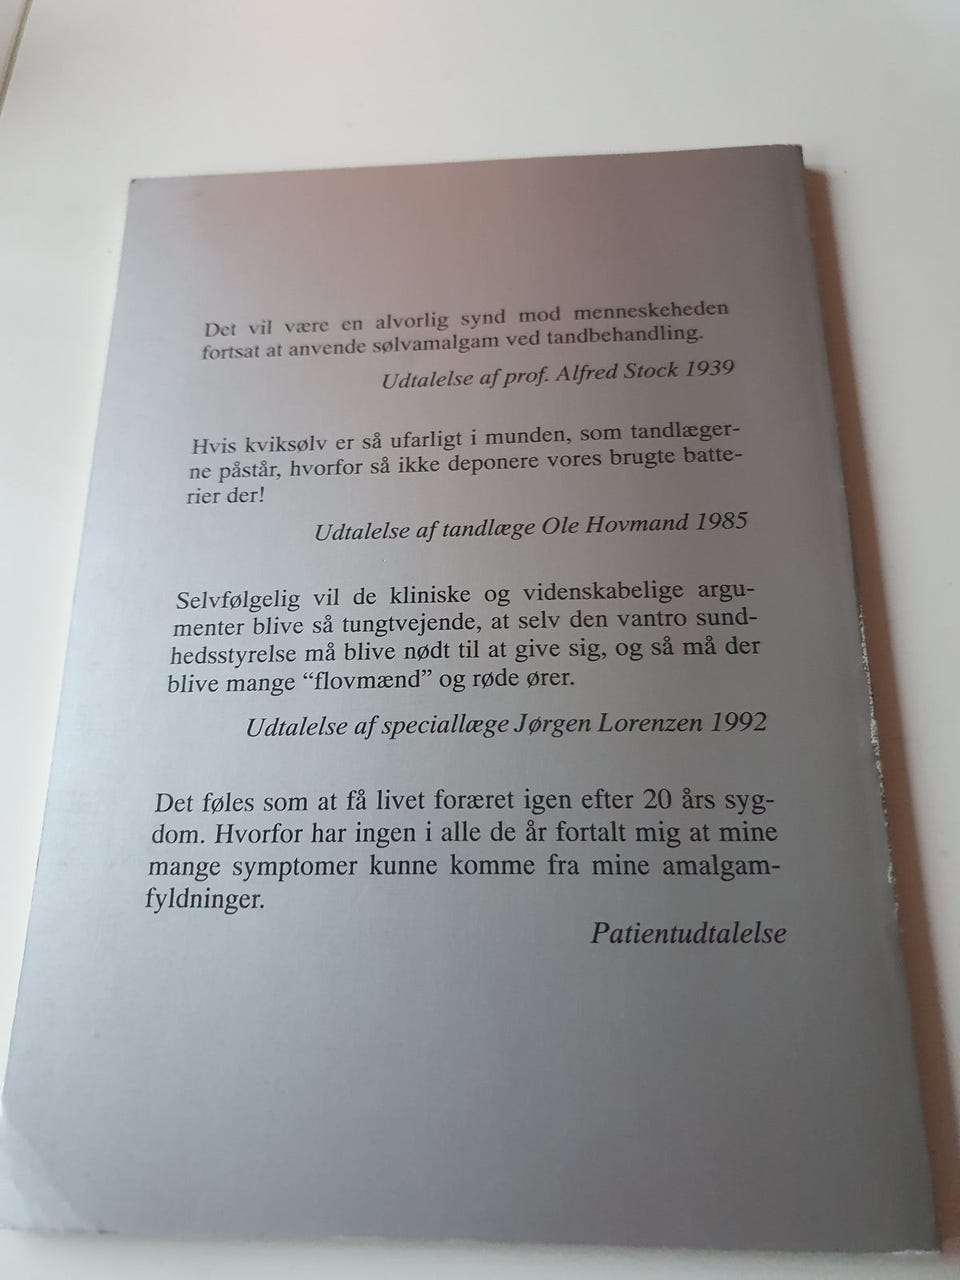 Det vil være en alvorlig synd mod menneskeheden
fortsat at anvende sølvamalgam ved tandbehandling.
Udtalelse af prof. Alfred Stock 1939
Hvis kviksølv er så ufarligt i munden, som tandlæger-
ne påstår, hvorfor så ikke deponere vores brugte batte-
rier der!
Udtalelse af tandlæge Ole Hovmand 1985
Selvfølgelig vil de kliniske og videnskabelige argu-
menter blive så tungtvejende, at selv den vantro sund-
hedsstyrelse må blive nødt til at give sig, og så må der
blive mange “flovmænd” og røde ører.
Udtalelse af speciallæge Jørgen Lorenzen 1992
Det føles som at få livet foræret igen efter 20 års syg-
dom. Hvorfor har ingen i alle de år fortalt mig at mine
mange symptomer kunne komme fra mine amalgam-
fyldninger.
Patientudtalelse